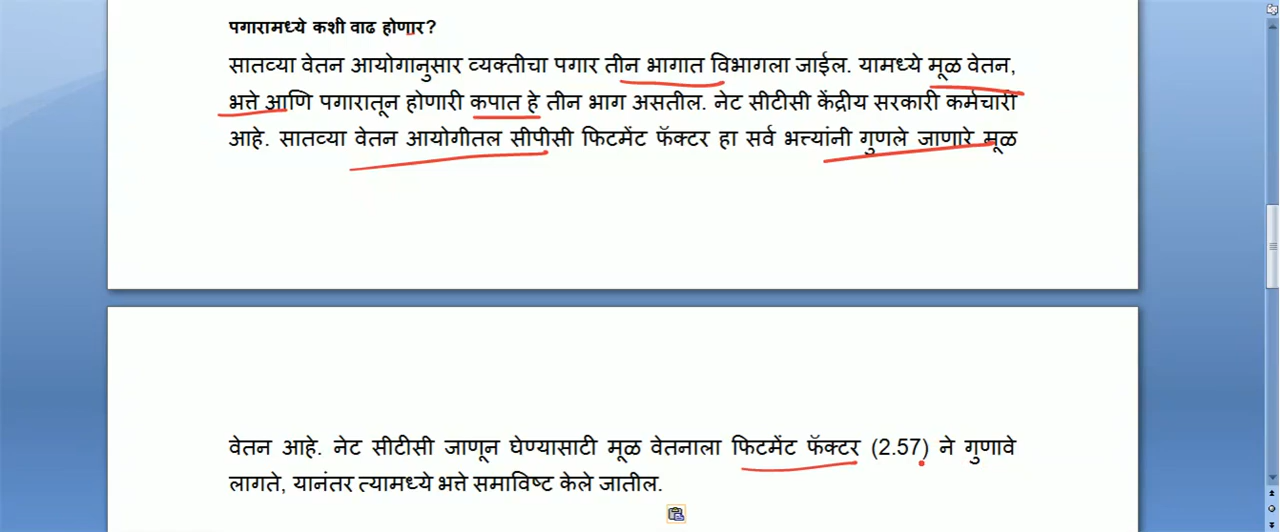 पगारामध्ये कशी वाढ होणार?
सातव्या वेतन आयोगानुसार व्यक्तीचा पगार तीन भागात विभागला जाईल. यामध्ये मूळ वेतन,
भत्ते आणि पगारातून होणारी कपात हे तीन भाग असतील. नेट सीटीसी केंद्रीय सरकारी कर्मचारी
आहे. सातव्या वेतन आयोगीतल सीपीसी फिटमेंट फॅक्टर हा सर्व भत्त्यांनी गुणले जाणारे मूळ
वेतन आहे. नेट सीटीसी जाणून घेण्यासाटी मूळ वेतनाला फिटमेंट फॅक्टर (2.57) ने गुणावे
लागते, यानंतर त्यामध्ये भत्ते समाविष्ट केले जातील.